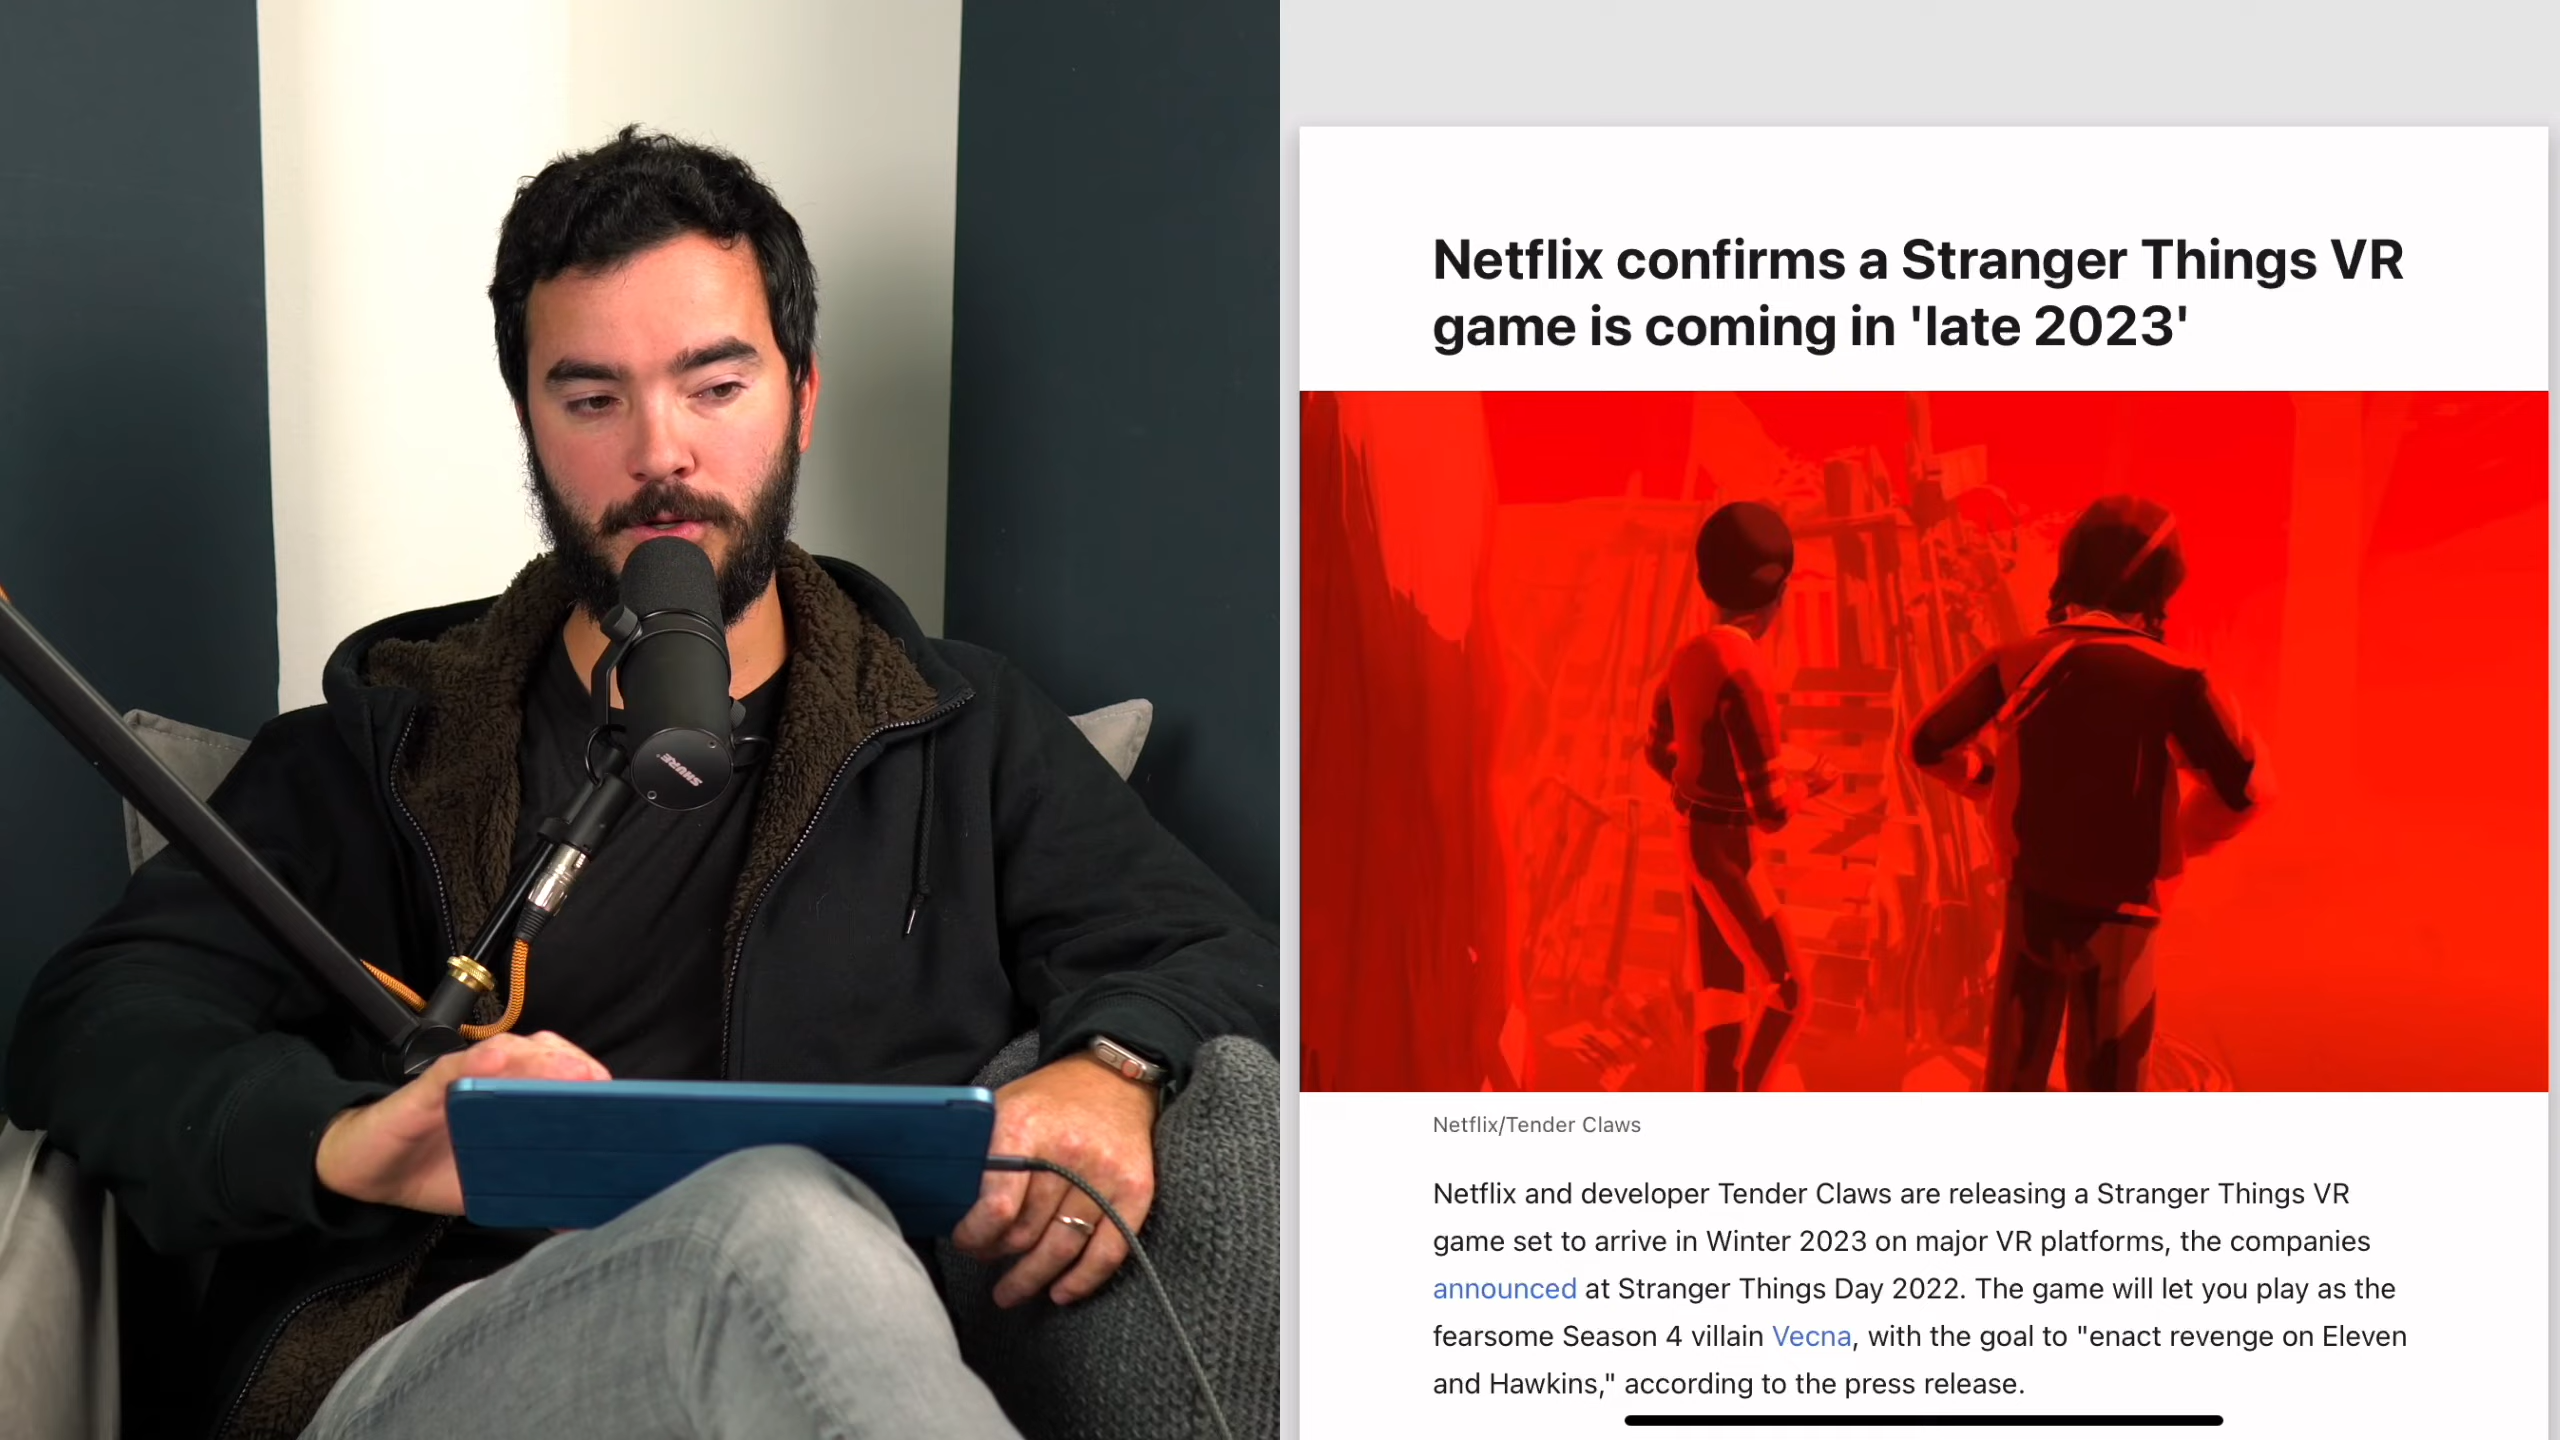 SHURE
Netflix confirms a Stranger Things VR
game is coming in 'late 2023'
Netflix/Tender Claws
Netflix and developer Tender Claws are releasing a Stranger Things VR
game set to arrive in Winter 2023 on major VR platforms, the companies
announced at Stranger Things Day 2022. The game will let you play as the
fearsome Season 4 villain Vecna, with the goal to "enact revenge on Eleven
and Hawkins," according to the press release.